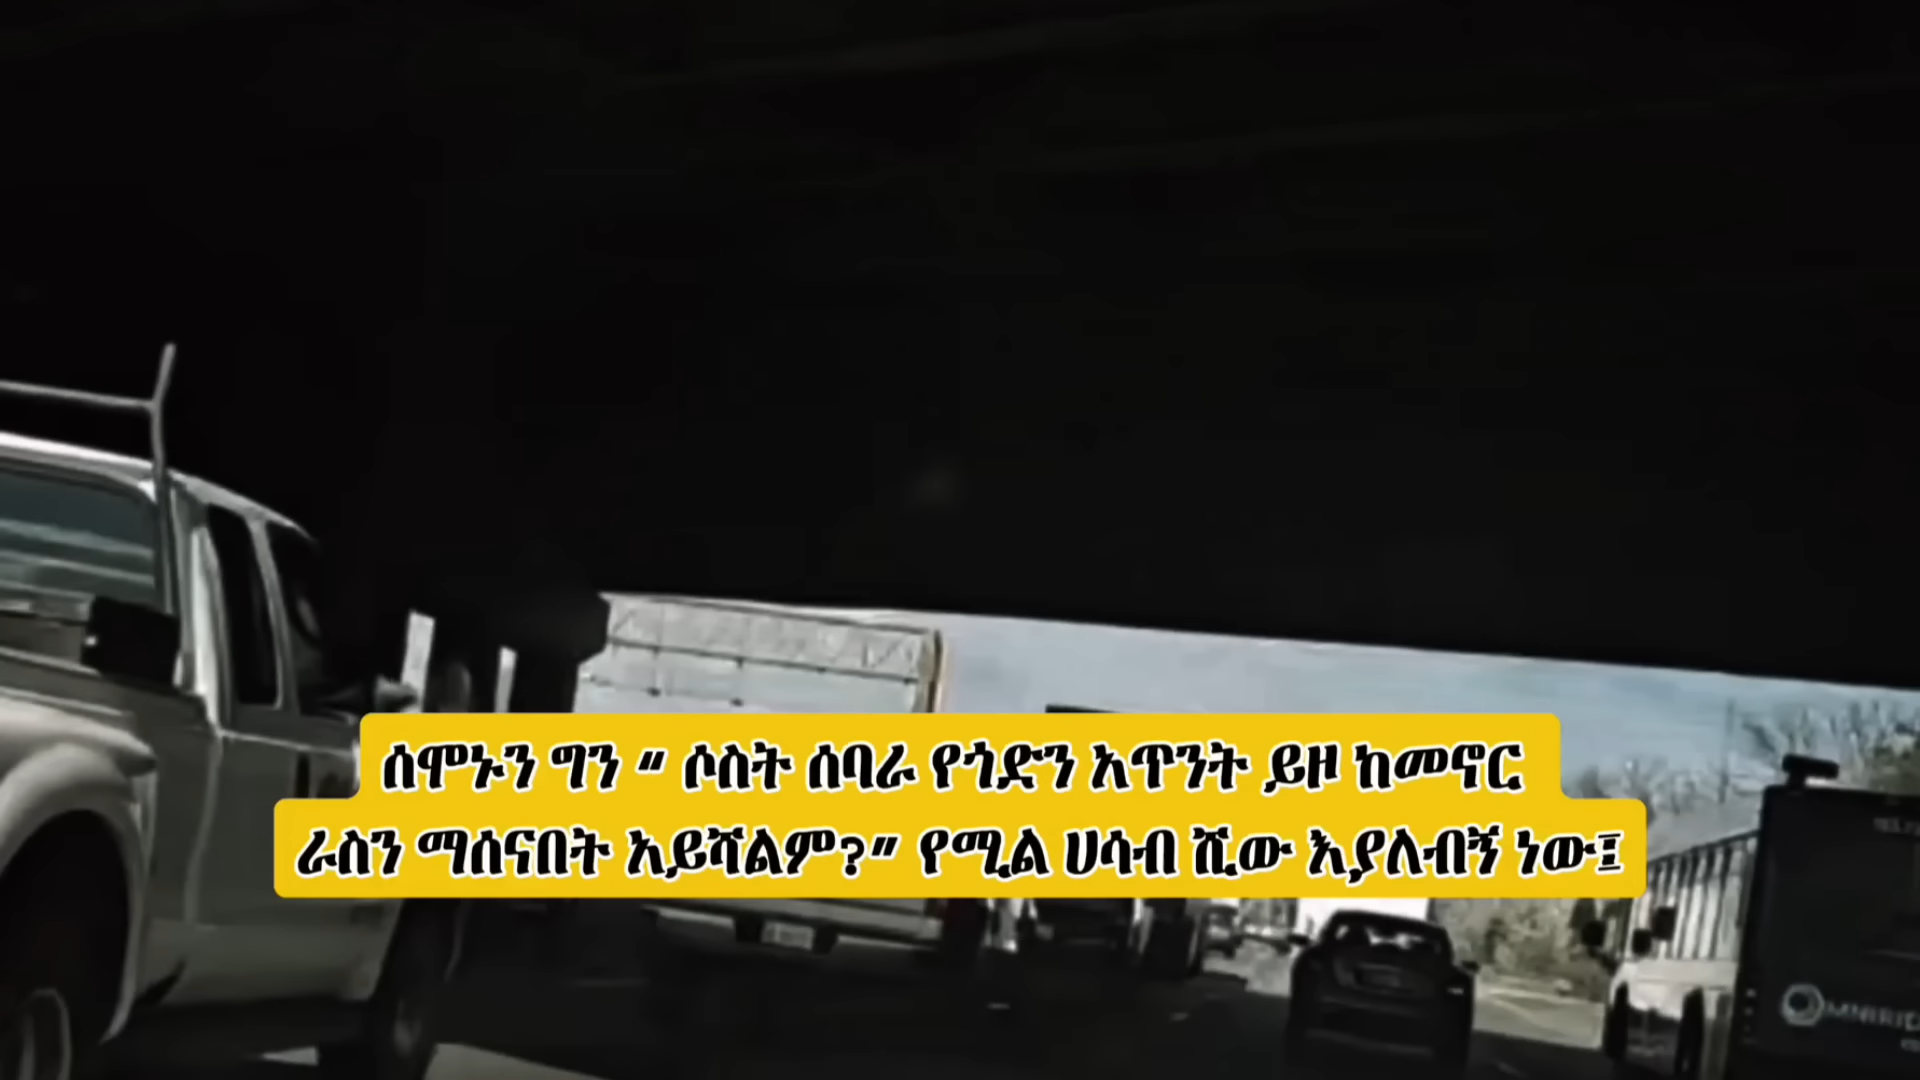 ሰሞኑን ግን “ ሶስት ሰባራ የጎድን አጥንት ይዞ ከመኖር
ራስን ማሰናበት አይሻልም?” የሚል ሀሳብ ሺው እያለብኝ ነው፤